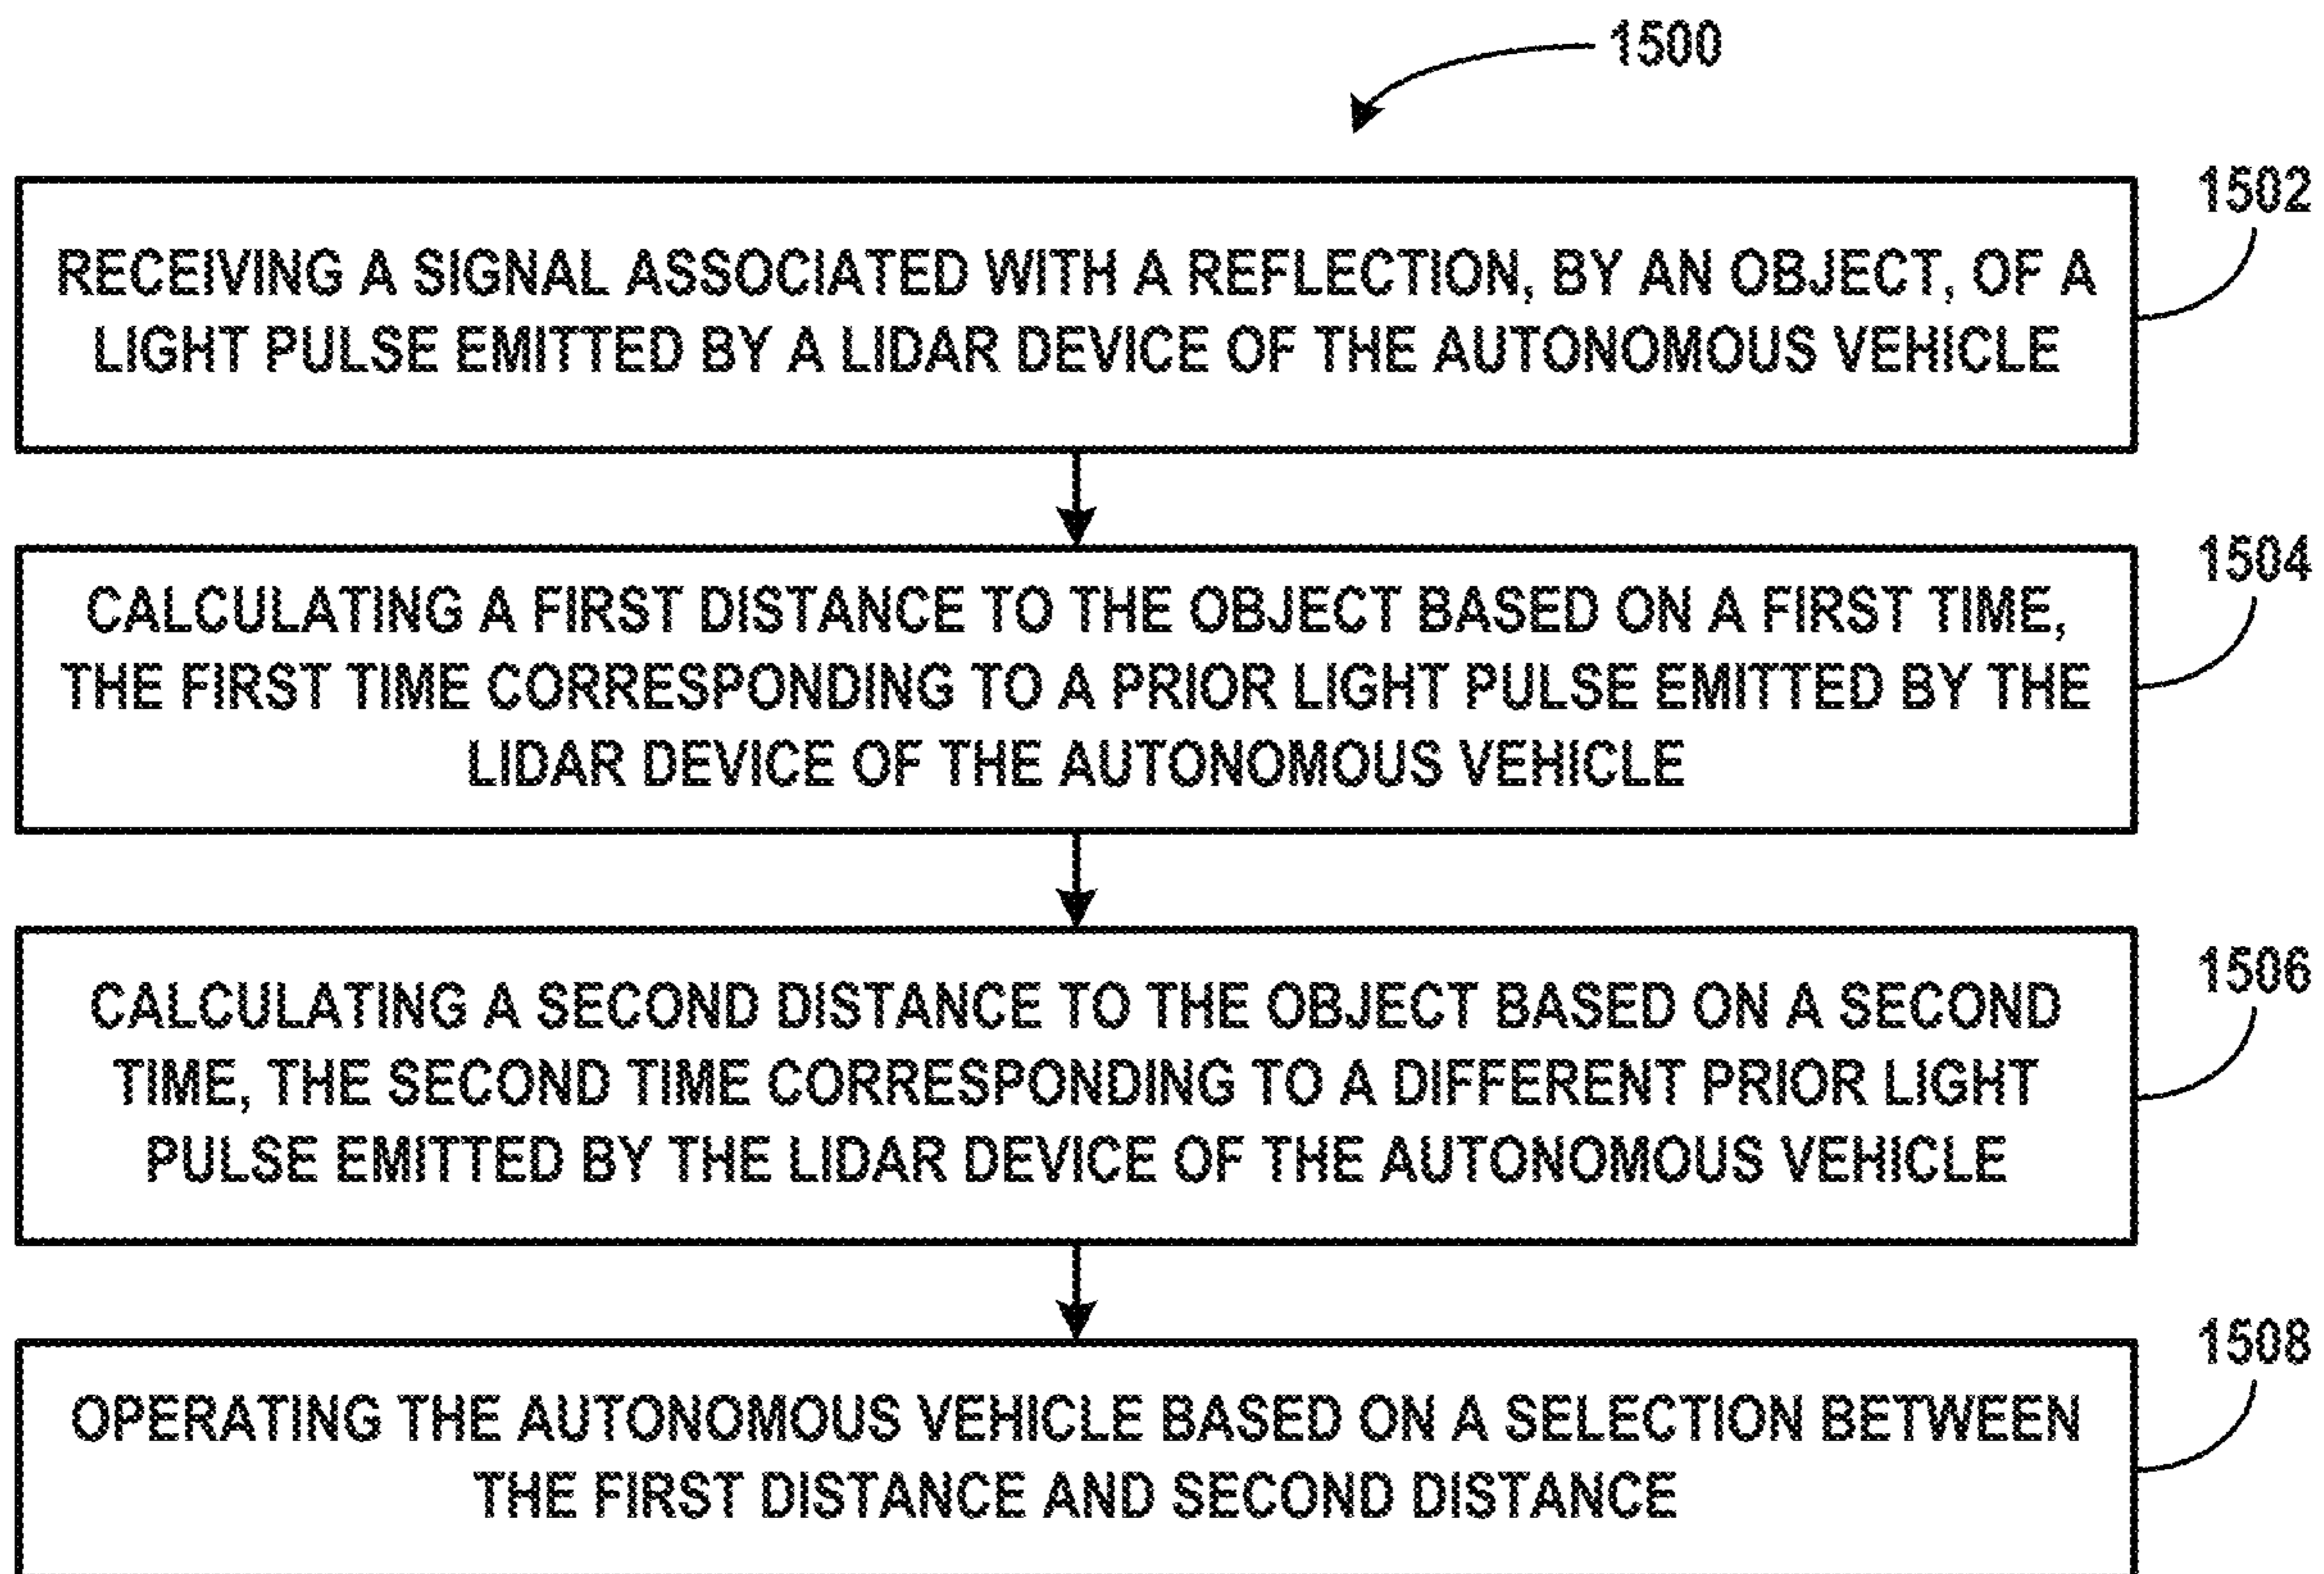 1500
1502
RECEIVING A SIGNAL ASSOCIATED WITH A REFLECTION, BY AN OBJECT, OF A
LIGHT PULSE EMITTED BY A LIDAR DEVICE OF THE AUTONOMOUS VEHICLE
1504
CALCULATING A FIRST DISTANCE TO THE OBJECT BASED ON A FIRST TIME,
THE FIRST TIME CORRESPONDING TO A PRIOR LIGHT PULSE EMITTED BY THE
LIDAR DEVICE OF THE AUTONOMOUS VEHICLE
1506
CALCULATING A SECOND DISTANCE TO THE OBJECT BASED ON A SECOND
TIME, THE SECOND TIME CORRESPONDING TO A DIFFERENT PRIOR LIGHT
PULSE EMITTED BY THE LIDAR DEVICE OF THE AUTONOMOUS VEHICLE
1508
OPERATING THE AUTONOMOUS VEHICLE BASED ON A SELECTION BETWEEN
THE FIRST DISTANCE AND SECOND DISTANCE